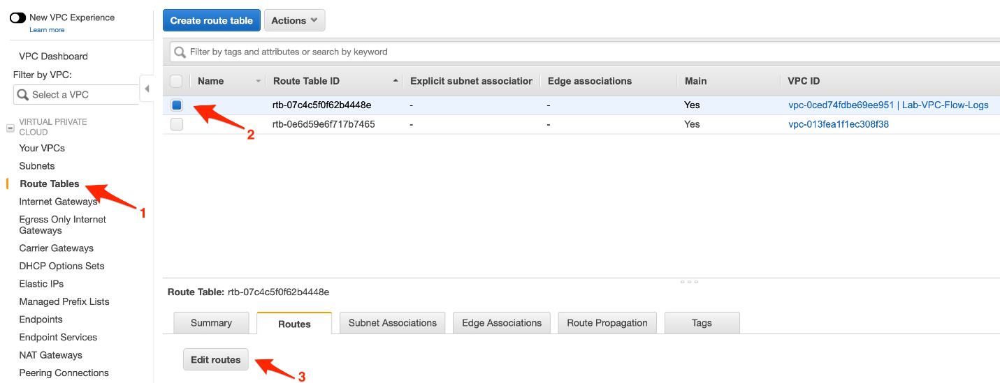 New VPC Experience
Learn more
VPC Dashboard
Filter by VPC:
Select a VPC
VIRTUAL PRIVATE
CLOUD
Your VPCs
Subnets
Route Tables
1
Internet Gateways
Egress Only Internet
Gateways
Carrier Gateways
DHCP Options Sets
Elastic IPs
Managed Prefix Lists
Endpoints
Endpoint Services
NAT Gateways
Peering Connections
Create route table Actions
Filter by tags and attributes or search by keyword
Name Route Table ID Explicit subnet association Edge associations Main VPC ID
rtb-07c4c5f0f62b4448e - - Yes vpc-0ced74fdbe69ee951 | Lab-VPC-Flow-Logs
2
rtb-0e6d59e6f717b7465 - - Yes vpc-013fea1f1ec308f38
Route Table: rtb-07c4c5f0f62b4448e
Summary Routes Subnet Associations Edge Associations Route Propagation Tags
Edit routes
3